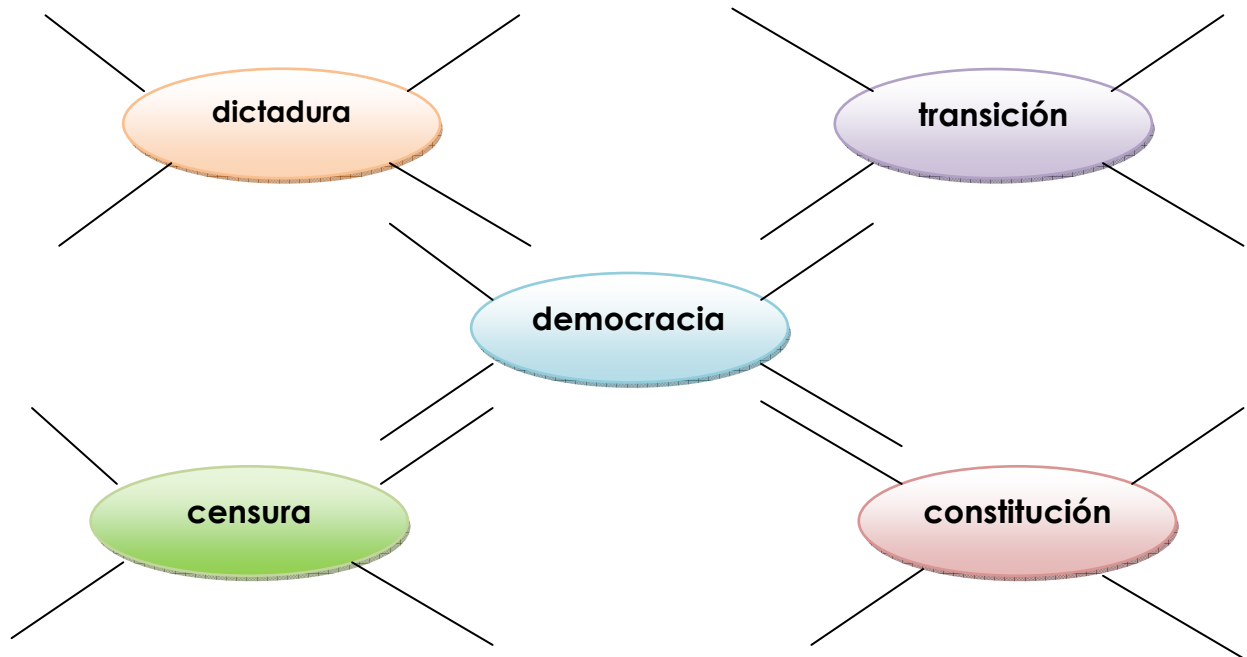 dictadura
transición
democracia
censura
constitución